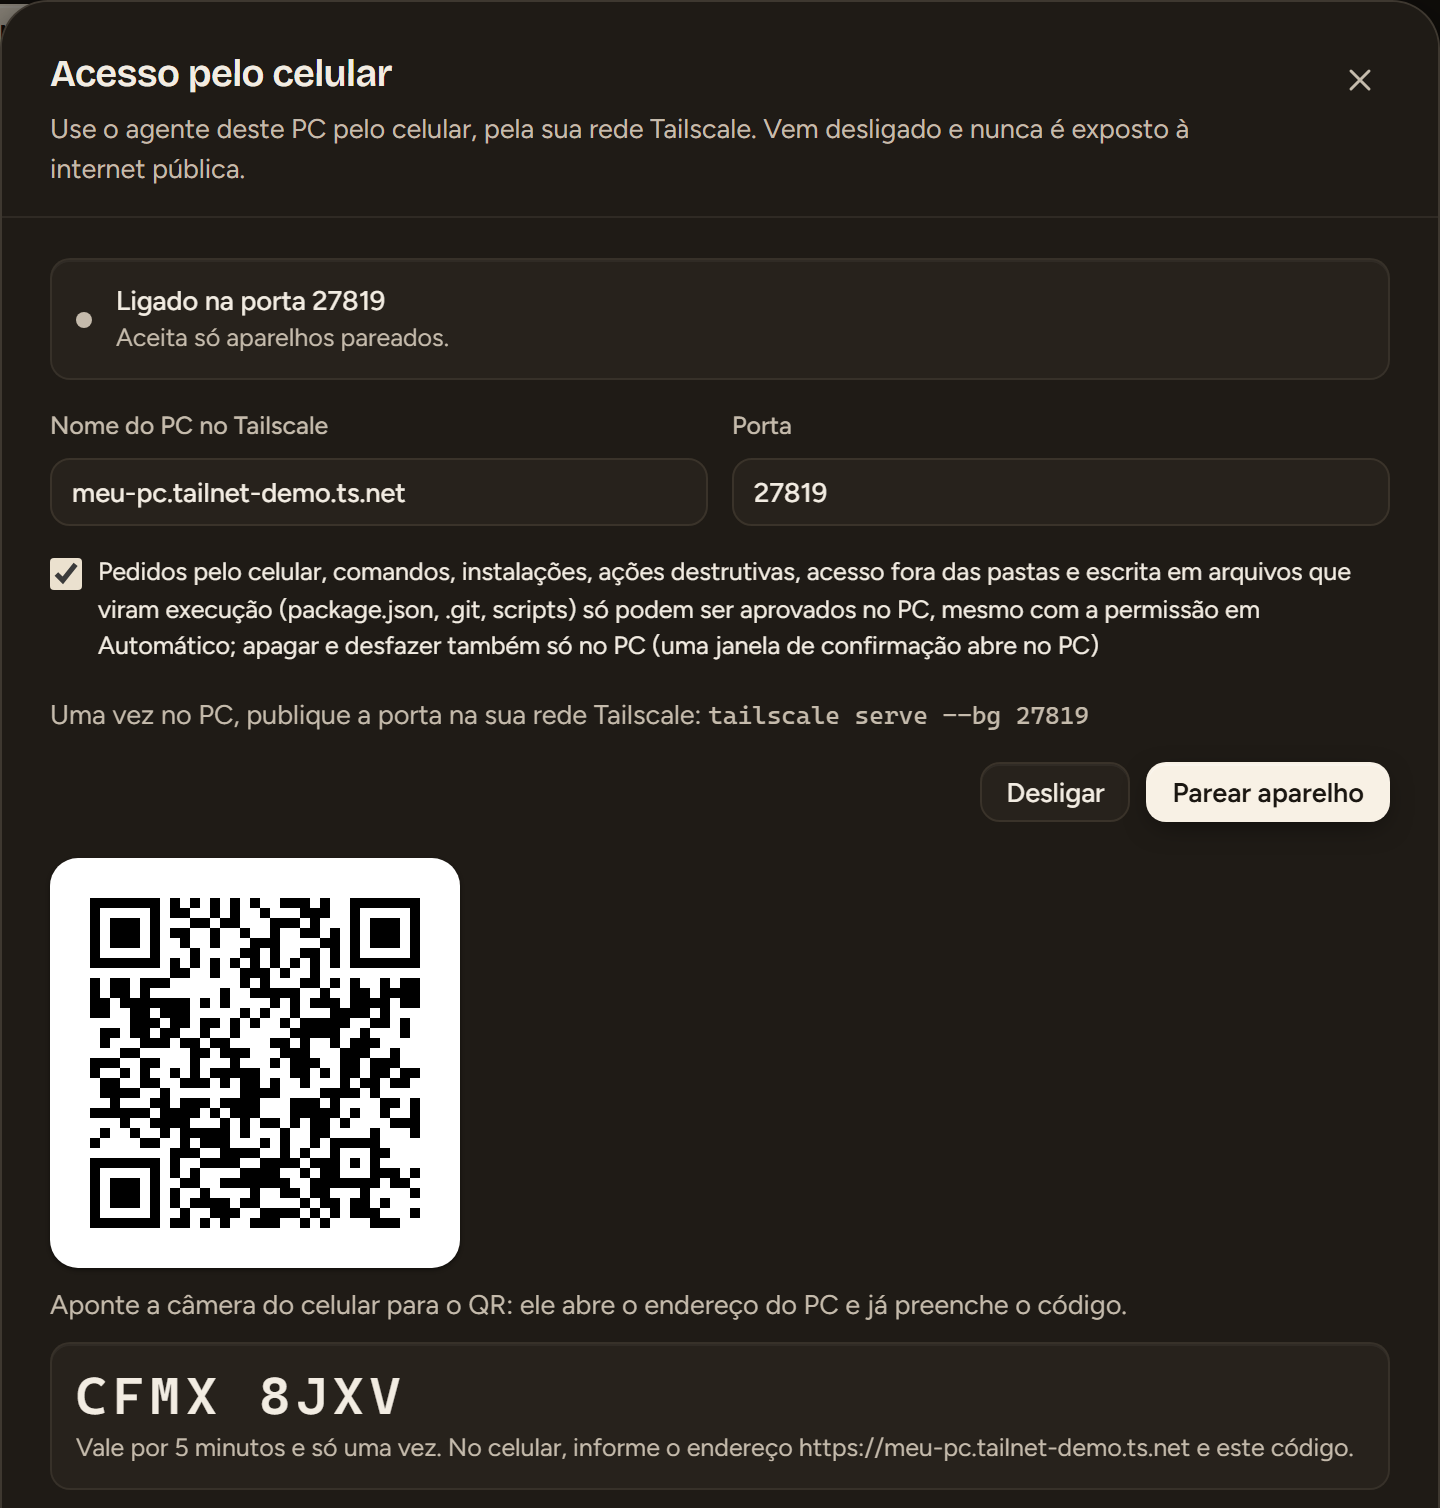 Acesso pelo celular
Use o agente deste PC pelo celular, pela sua rede Tailscale. Vem desligado e nunca é exposto à
internet pública.
Ligado na porta 27819
Aceita só aparelhos pareados.
Nome do PC no Tailscale
Porta
meu-pc.tailnet-demo.ts.net
27819
Pedidos pelo celular, comandos, instalações, ações destrutivas, acesso fora das pastas e escrita em arquivos que
viram execução (package.json, .git, scripts) só podem ser aprovados no PC, mesmo com a permissão em
Automático; apagar e desfazer também só no PC (uma janela de confirmação abre no PC)
Uma vez no PC, publique a porta na sua rede Tailscale: tailscale serve --bg 27819
Desligar
Parear aparelho
Aponte a câmera do celular para o QR: ele abre o endereço do PC e já preenche o código.
CFMX 8JXV
Vale por 5 minutos e só uma vez. No celular, informe o endereço https://meu-pc.tailnet-demo.ts.net e este código.